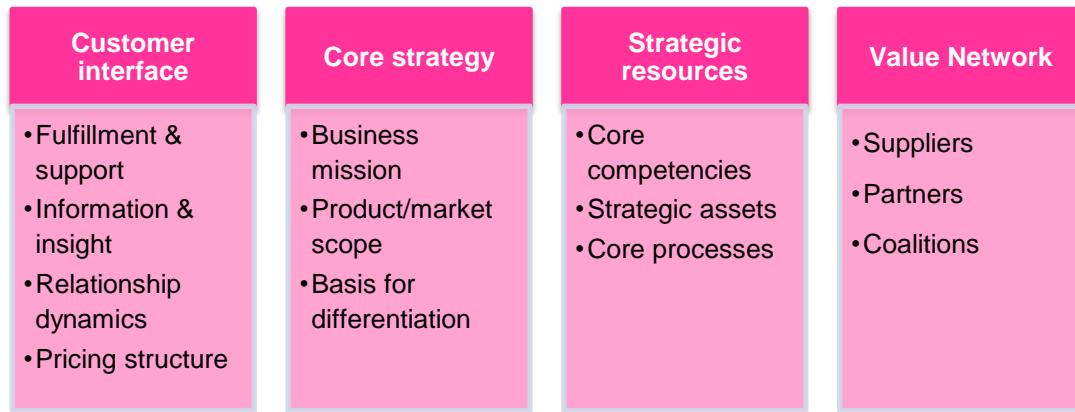 Customer
interface
•Fulfillment &
support
•Information &
insight
•Relationship
dynamics
•Pricing structure
Core strategy
•Business
mission
•Product/market
scope
•Basis for
differentiation
Strategic
resources
•Core
competencies
•Strategic assets
•Core processes
Value Network
•Suppliers
•Partners
•Coalitions